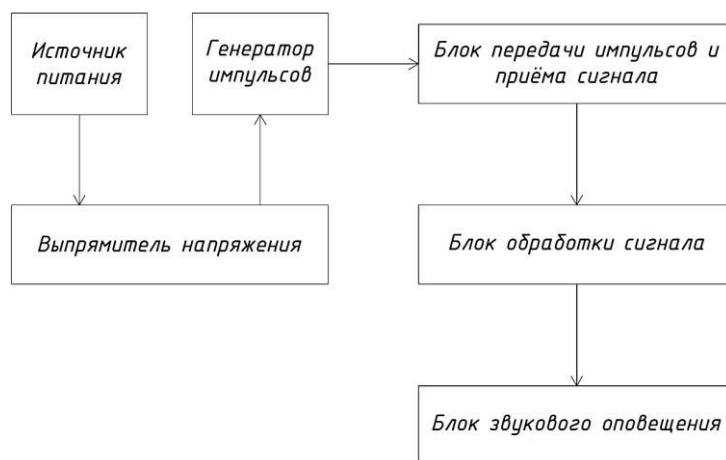 Источник
питания
Генератор
импульсов
Блок передачи импульсов и
приёма сигнала
Выпрямитель напряжения
Блок обработки сигнала
Блок звукового оповещения